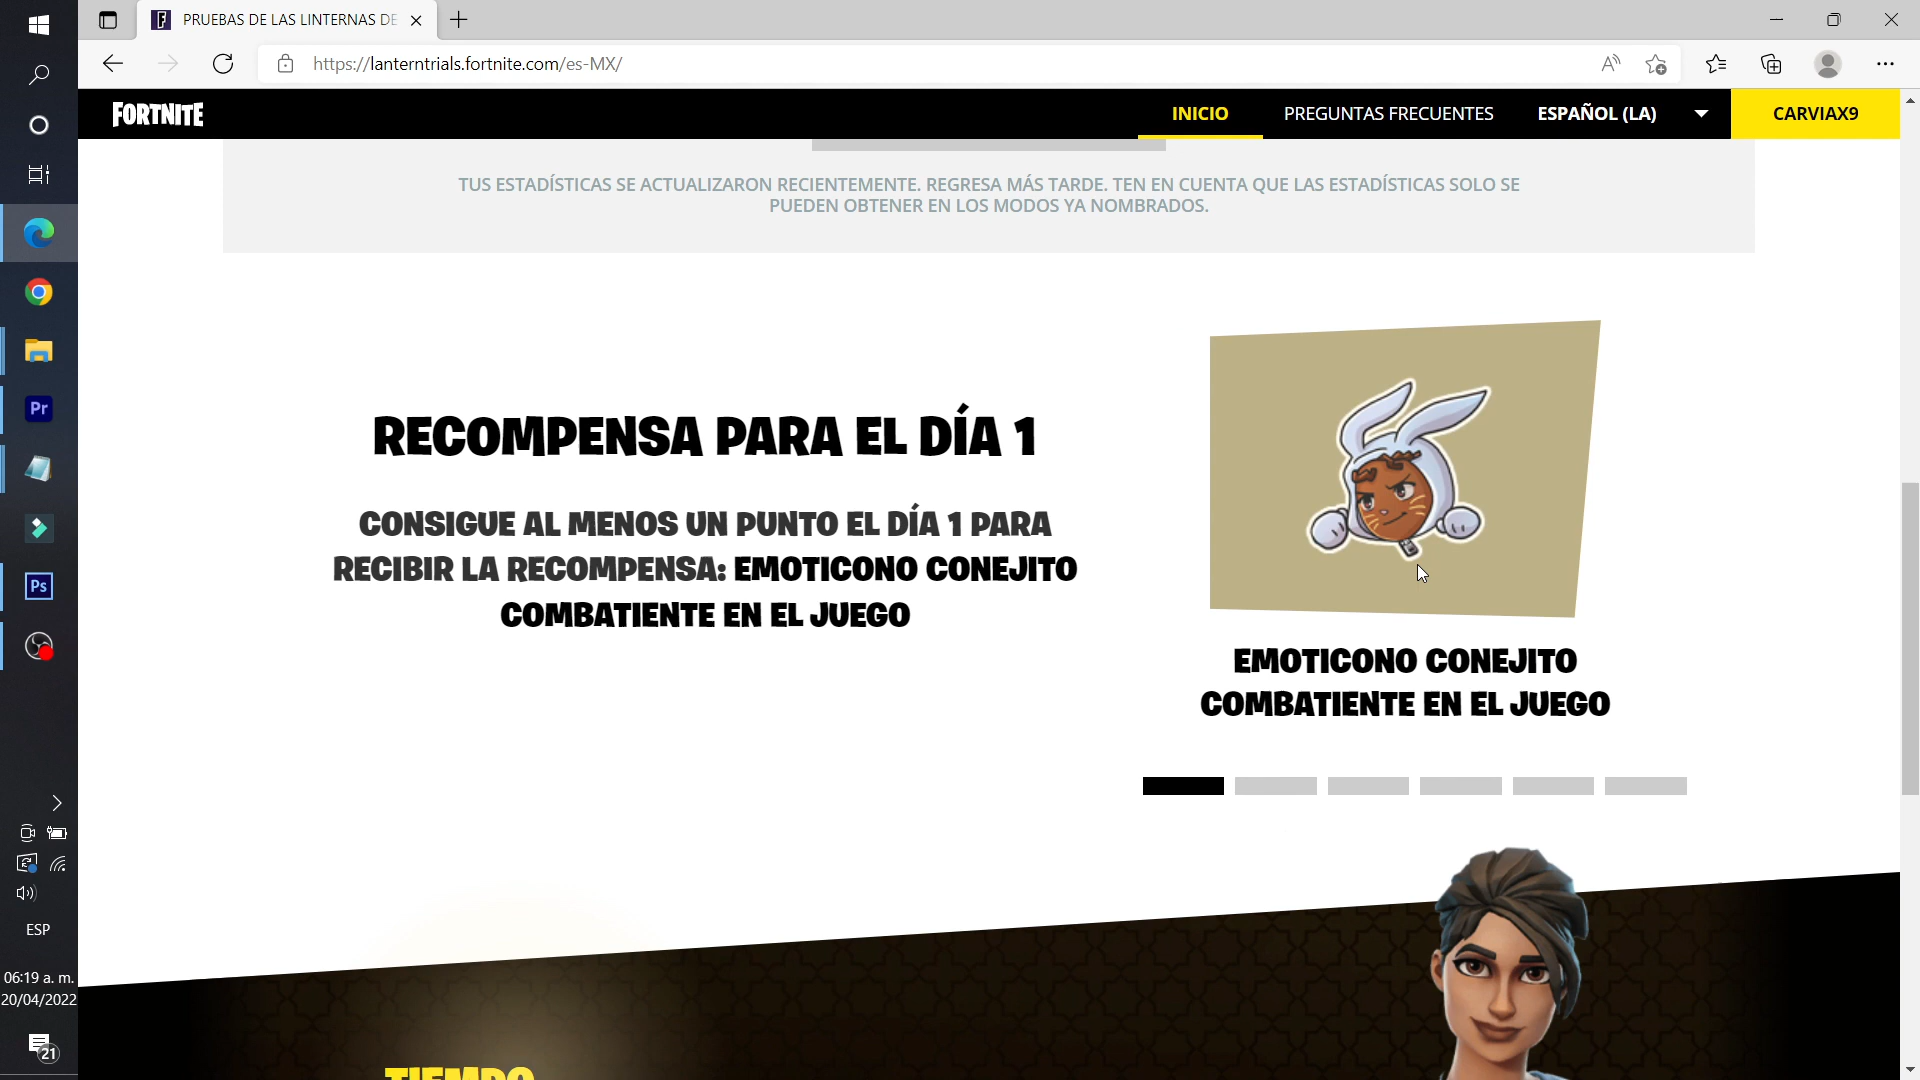 PRUEBAS DE LAS LINTERNAS DE
https://lanterntrials.fortnite.com/es-MX/
FORTNITE
INICIO
PREGUNTAS FRECUENTES
ESPAÑOL (LA)
CARVIAX9
TUS ESTADÍSTICAS SE ACTUALIZARON RECIENTEMENTE. REGRESA MÁS TARDE. TEN EN CUENTA QUE LAS ESTADÍSTICAS SOLO SE
PUEDEN OBTENER EN LOS MODOS YA NOMBRADOS.
RECOMPENSA PARA EL DÍA 1
CONSIGUE AL MENOS UN PUNTO EL DÍA 1 PARA
RECIBIR LA RECOMPENSA: EMOTICONO CONEJITO
COMBATIENTE EN EL JUEGO
EMOTICONO CONEJITO
COMBATIENTE EN EL JUEGO
TIEMPO
Pr
Ps
ESP
06:19 a. m.
20/04/2022
21